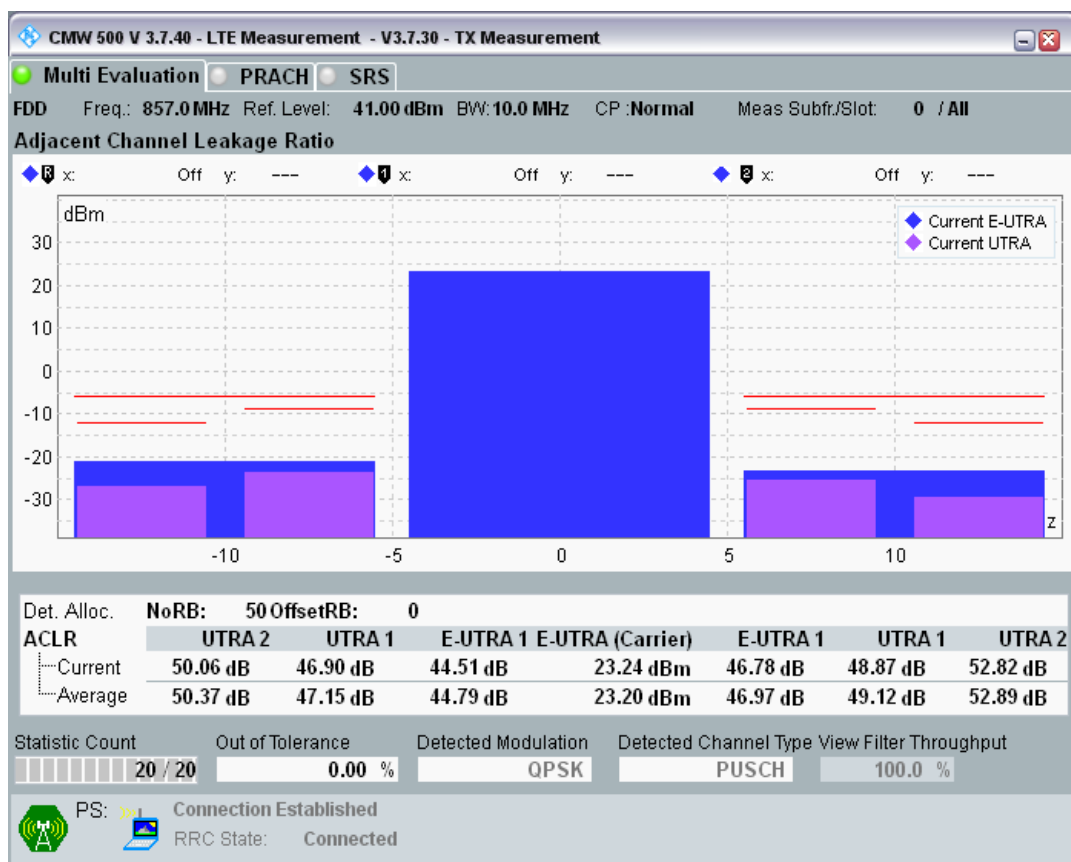 CMW 500 V 3.7.40 - LTE Measurement - V3.7.30 - TX Measurement
Multi Evaluation PRACH SRS
FDD Freq.: 857.0 MHz Ref. Level: 41.00 dBm BW: 10.0 MHz CP :Normal Meas Subfr./Slot: 0 / All
Adjacent Channel Leakage Ratio
R x: Off y: --- 1 x: Off y: --- 2 x: Off y: ---
dBm
Current E-UTRA
Current UTRA
30
20
10
0
-10
-20
-30
z
-10 -5 0 5 10
Det. Alloc. NoRB: 50 OffsetRB: 0
ACLR UTRA 2 UTRA 1 E-UTRA 1 E-UTRA (Carrier) E-UTRA 1 UTRA 1 UTRA 2
Current 50.06 dB 46.90 dB 44.51 dB 23.24 dBm 46.78 dB 48.87 dB 52.82 dB
Average 50.37 dB 47.15 dB 44.79 dB 23.20 dBm 46.97 dB 49.12 dB 52.89 dB
Statistic Count Out of Tolerance Detected Modulation Detected Channel Type View Filter Throughput
20 / 20 0.00 % QPSK PUSCH 100.0 %
PS: Connection Established
RRC State: Connected